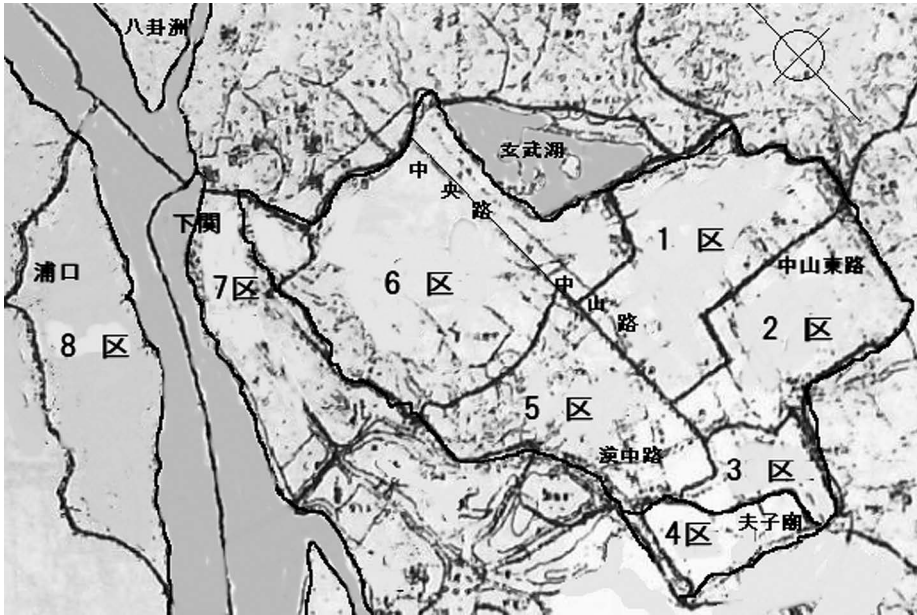 八卦洲
玄武湖
中央路
下関
1 区
中山東路
浦口
7区
6 区
中山路
2 区
8 区
5 区
漢中路
3 区
4区
夫子廟